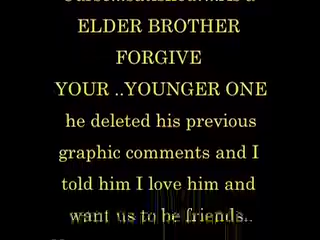 ELDER BROTHER
FORGIVE
YOUR ..YOUNGER ONE
he deleted his previous
graphic comments and I
told him I love him and
want us to be friends..